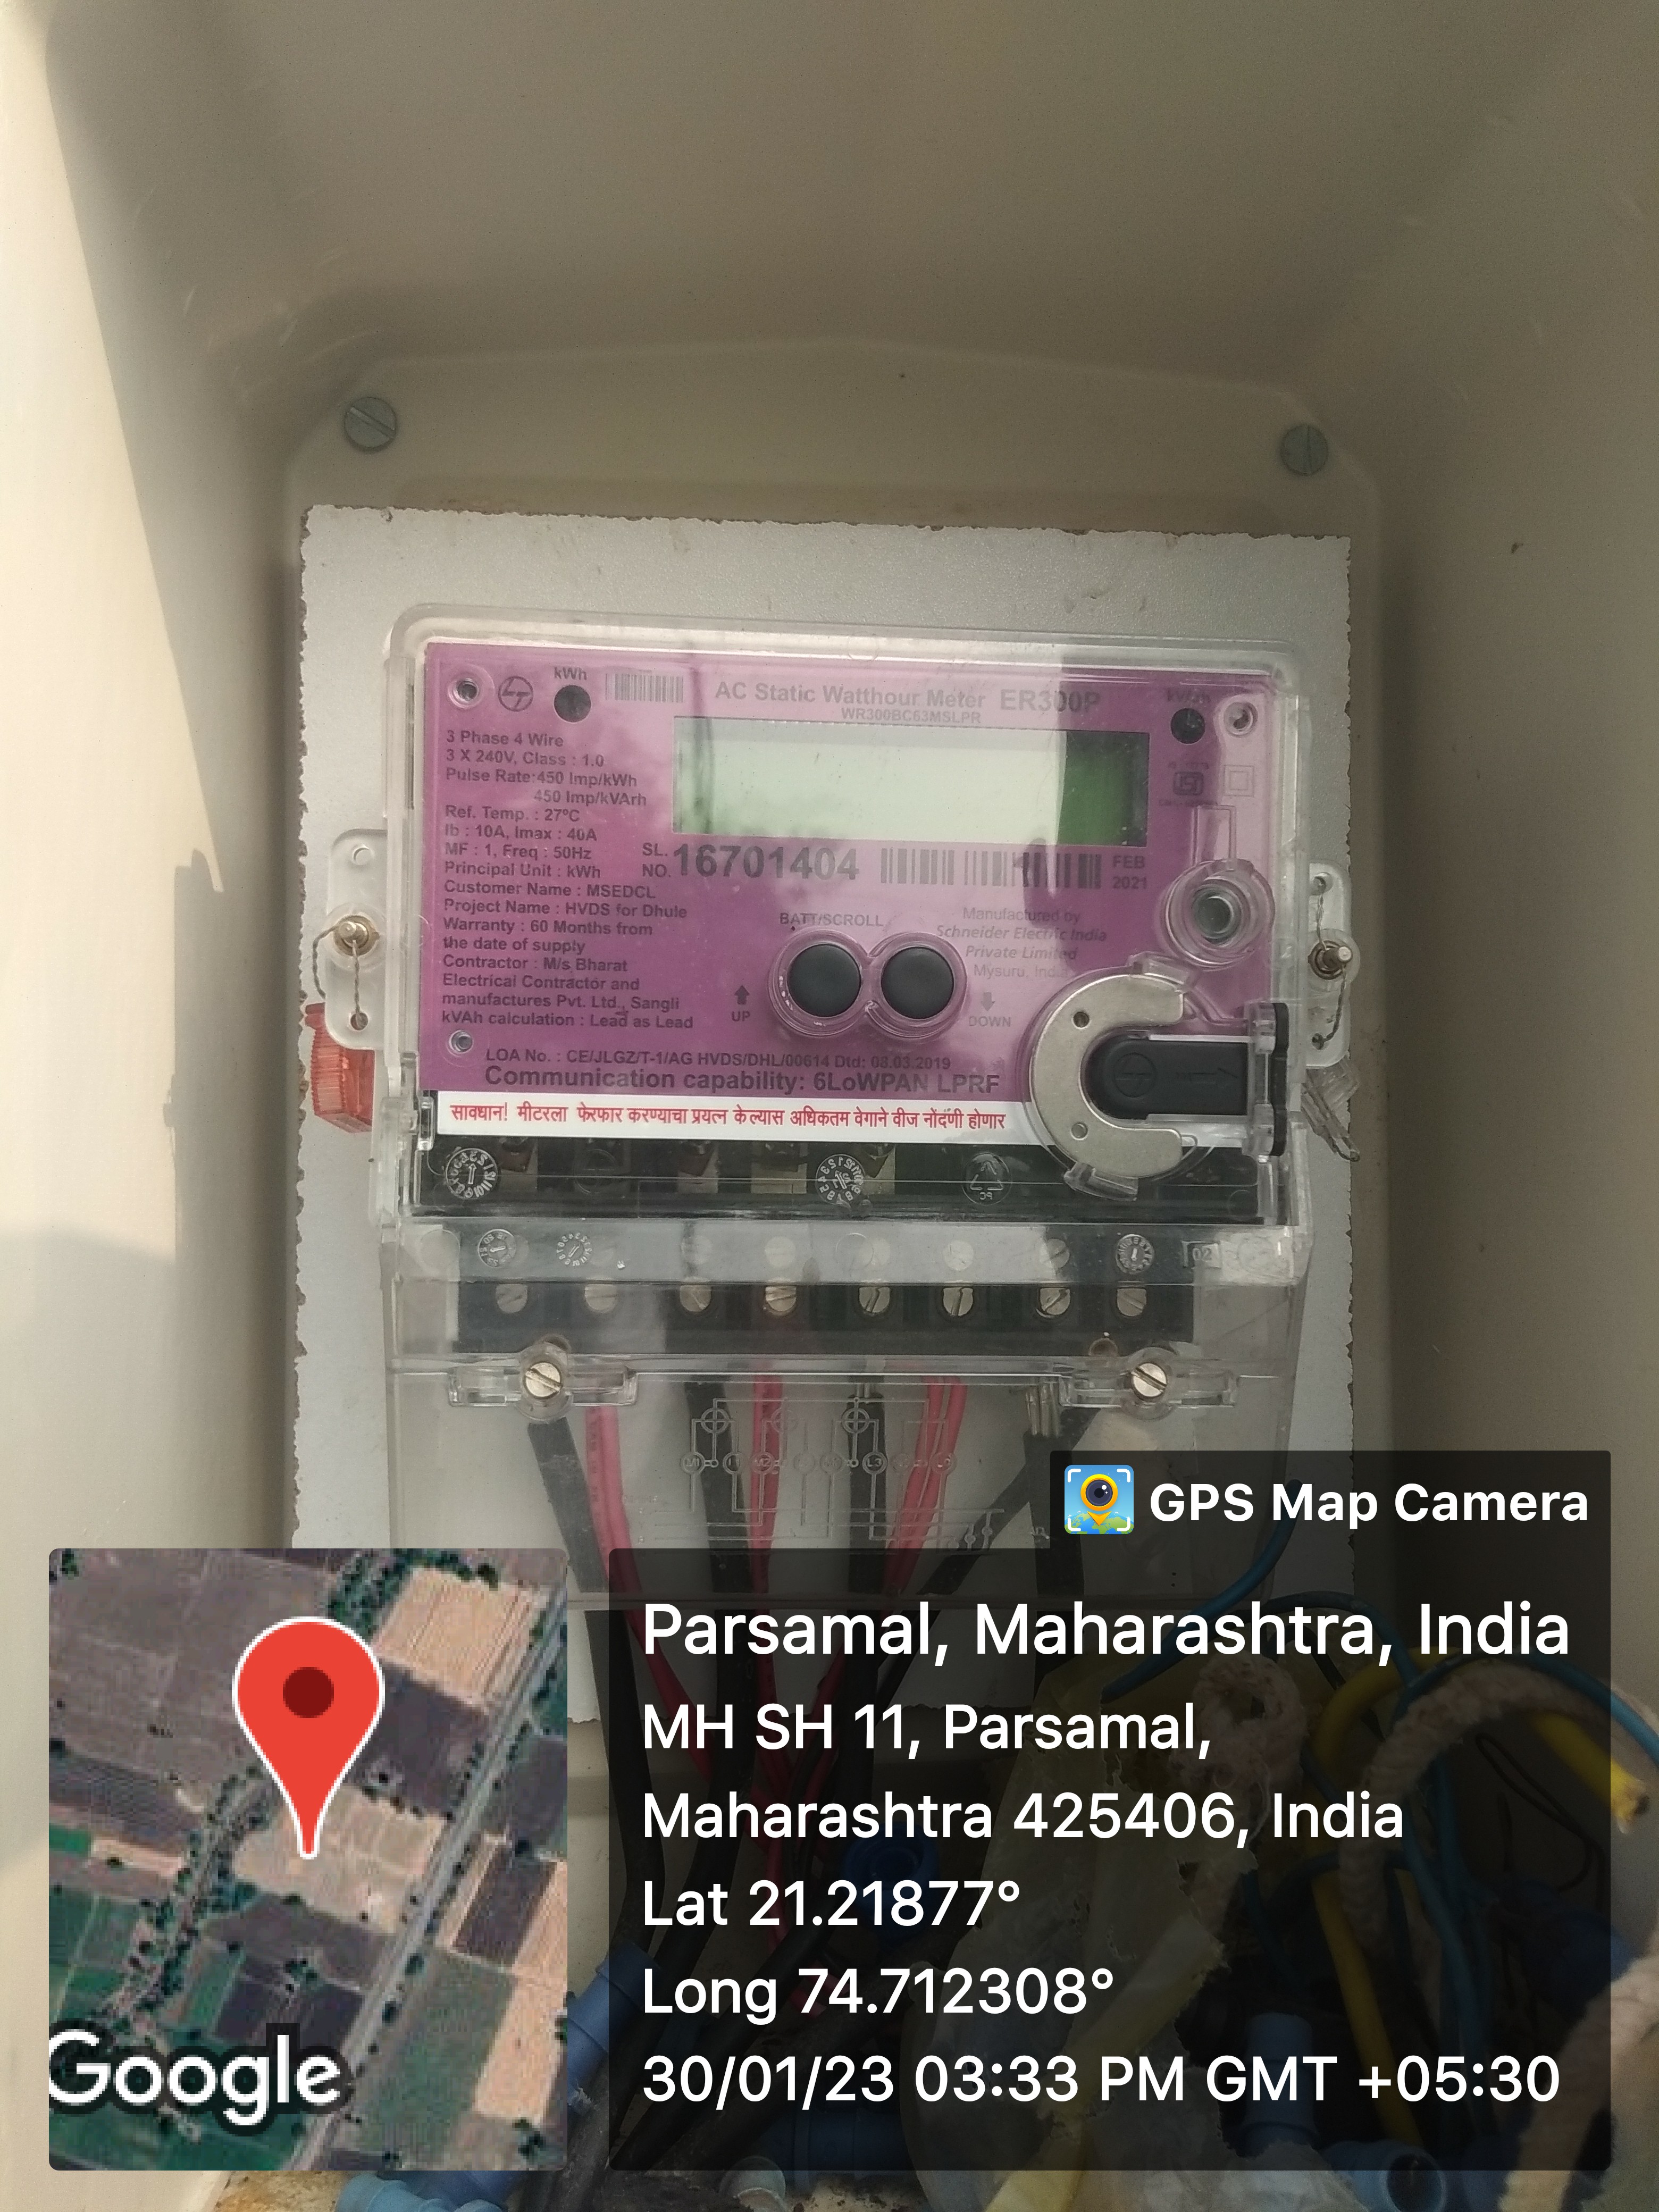 kWh
AC Static Watthour Meter ER300P
WR300BC63MSLPR
kVArh
3 Phase 4 Wire
3 X 240V, Class : 1.0
Pulse Rate:450 Imp/kWh
450 Imp/kVArh
Ref. Temp. : 27°C
Ib : 10A, Imax : 40A
MF : 1, Freq : 50Hz
Principal Unit : kWh
Customer Name : MSEDCL
Project Name : HVDS for Dhule
Warranty : 60 Months from
the date of supply
Contractor : M/s Bharat
Electrical Contractor and
manufactures Pvt. Ltd., Sangli
kVAh calculation : Lead as Lead
SL.
NO. 16701404
FEB
2021
BATT/SCROLL
UP
DOWN
Manufactured by
Schneider Electric India
Private Limited
Mysuru, India
LOA No. : CE/JLGZ/T-1/AG HVDS/DHL/00614 Dtd: 08.03.2019
Communication capability: 6LoWPAN LPRF
सावधान! मीटरला फेरफार करण्याचा प्रयत्न केल्यास अधिकतम वेगाने वीज नोंदणी होणार
PC
02
GPS Map Camera
Parsamal, Maharashtra, India
MH SH 11, Parsamal,
Maharashtra 425406, India
Lat 21.21877°
Long 74.712308°
30/01/23 03:33 PM GMT +05:30
Google